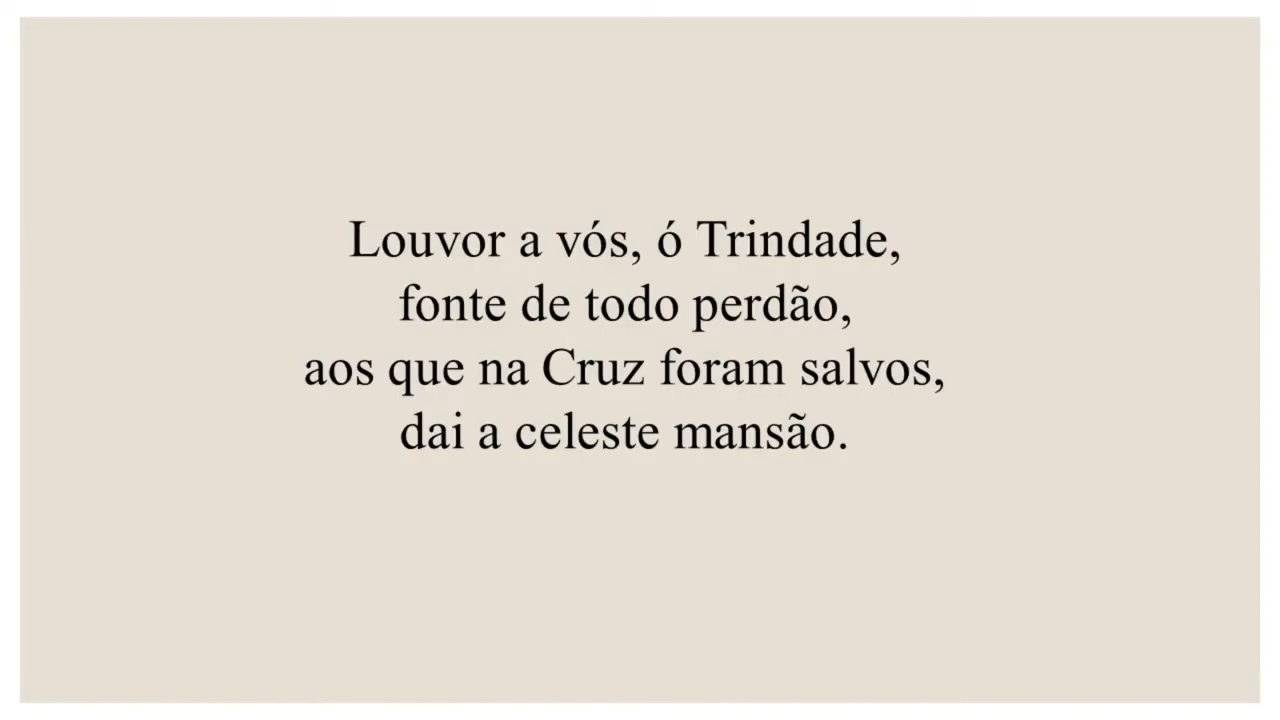 Louvor a vós, ó Trindade,
fonte de todo perdão,
aos que na Cruz foram salvos,
dai a celeste mansão.